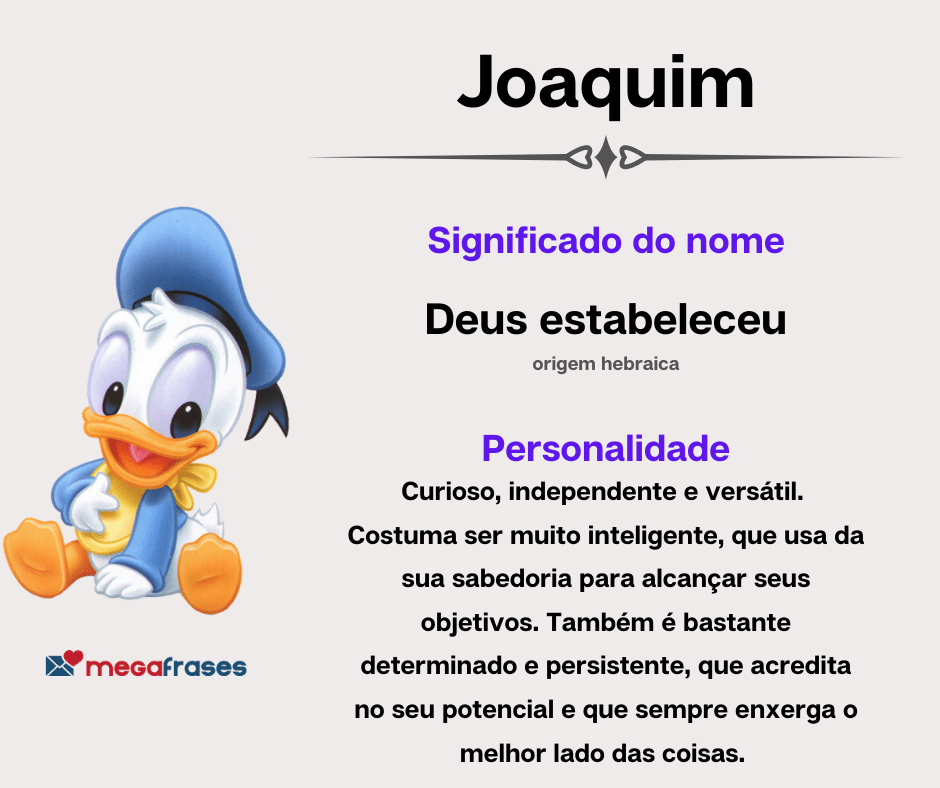 Joaquim
Significado do nome
Deus estabeleceu
origem hebraica
Personalidade
Curioso, independente e versátil.
Costuma ser muito inteligente, que usa da
sua sabedoria para alcançar seus
objetivos. Também é bastante
determinado e persistente, que acredita
no seu potencial e que sempre enxerga o
melhor lado das coisas.
megafrases